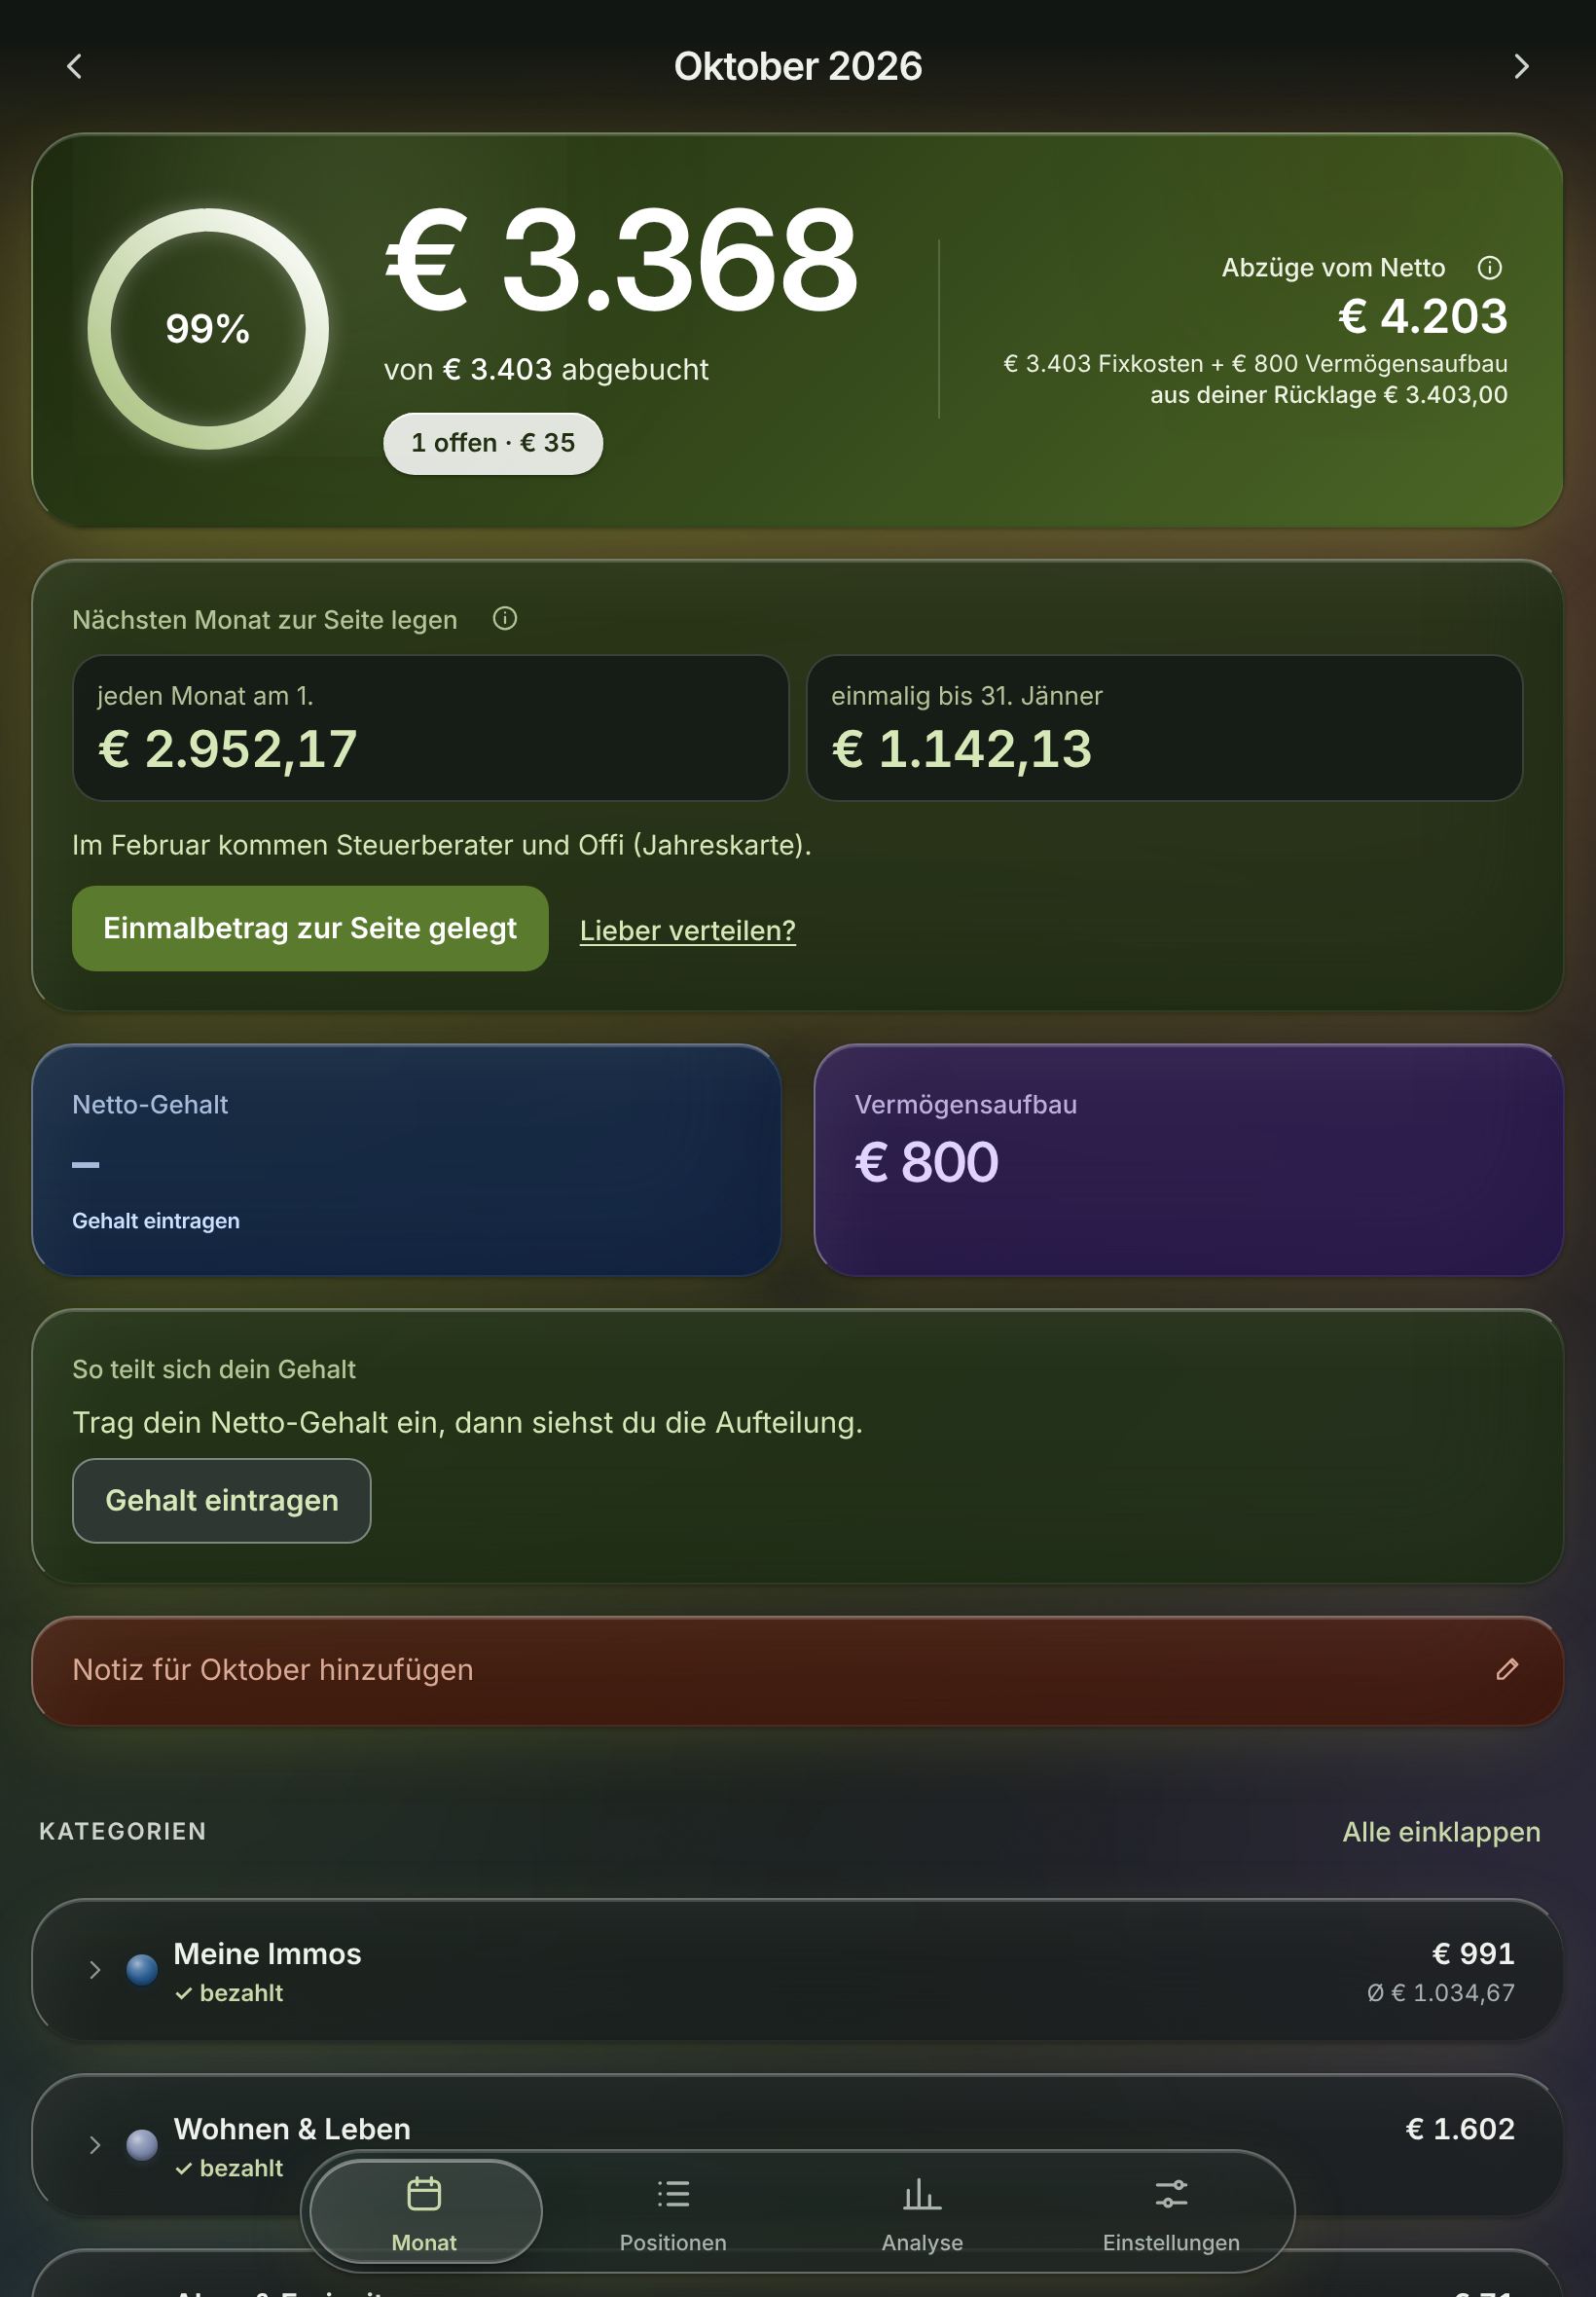 Oktober 2026
99%
€ 3.368
von € 3.403 abgebucht
1 offen · € 35
Abzüge vom Netto
€ 4.203
€ 3.403 Fixkosten + € 800 Vermögensaufbau
aus deiner Rücklage € 3.403,00
Nächsten Monat zur Seite legen
jeden Monat am 1.
€ 2.952,17
einmalig bis 31. Jänner
€ 1.142,13
Im Februar kommen Steuerberater und Offi (Jahreskarte).
Einmalbetrag zur Seite gelegt
Lieber verteilen?
Netto-Gehalt
–
Gehalt eintragen
Vermögensaufbau
€ 800
So teilt sich dein Gehalt
Trag dein Netto-Gehalt ein, dann siehst du die Aufteilung.
Gehalt eintragen
Notiz für Oktober hinzufügen
KATEGORIEN
Alle einklappen
Meine Immos
✓ bezahlt
€ 991
Ø € 1.034,67
Wohnen & Leben
✓ bezahlt
€ 1.602
Monat
Positionen
Analyse
Einstellungen